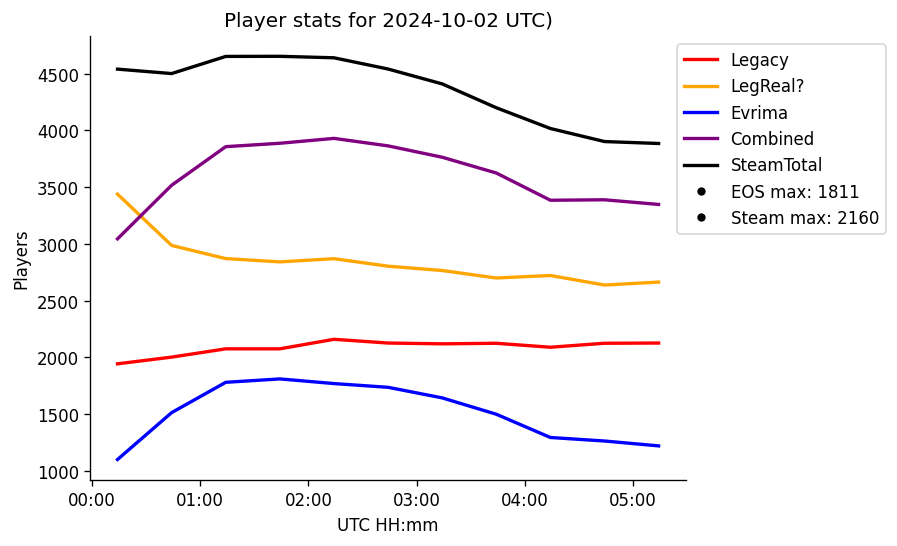 Player stats for 2024-10-02 UTC)
Legacy
LegReal?
Evrima
Combined
SteamTotal
EOS max: 1811
Steam max: 2160
Players
4500
4000
3500
3000
2500
2000
1500
1000
00:00 01:00 02:00 03:00 04:00 05:00
UTC HH:mm